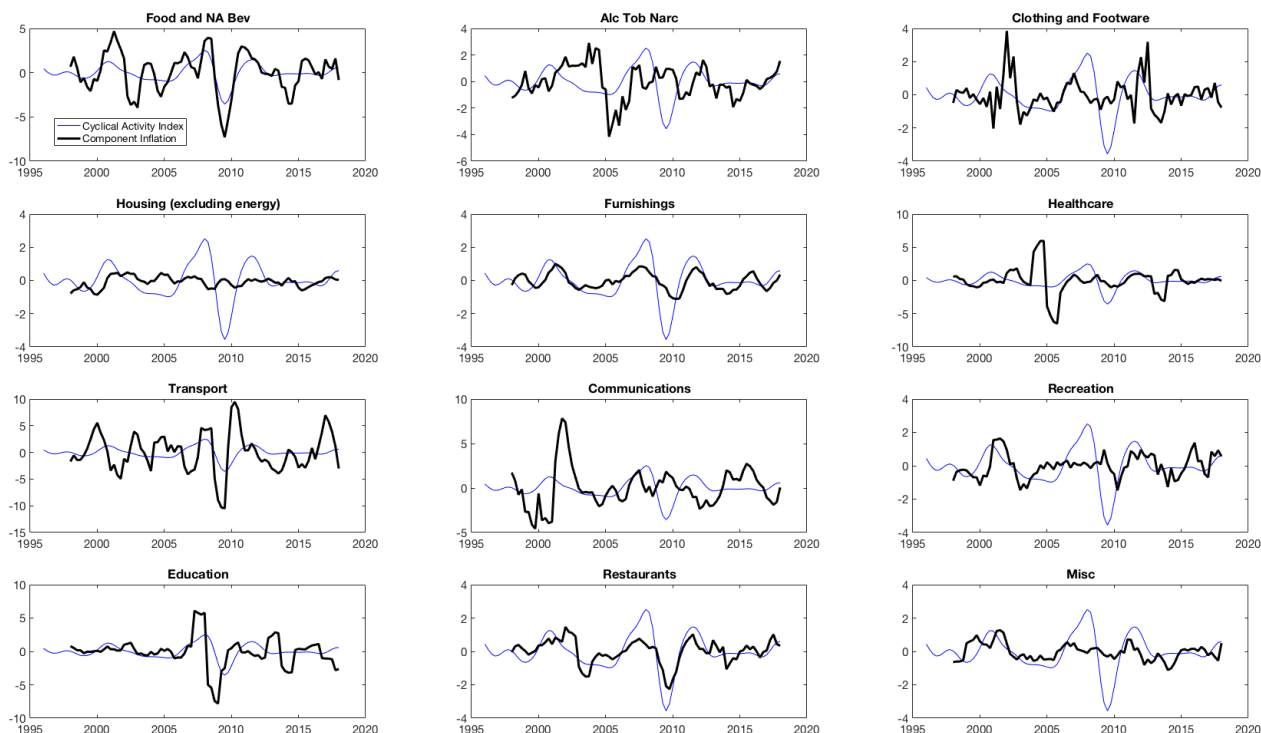 Food and NA Bev
Alc Tob Narc
Clothing and Footware
5
0
-5
-10
Cyclical Activity Index
Component Inflation
1995 2000 2005 2010 2015 2020
4
2
0
-2
-4
-6
1995 2000 2005 2010 2015 2020
4
2
0
-2
-4
1995 2000 2005 2010 2015 2020
Housing (excluding energy)
Furnishings
Healthcare
4
2
0
-2
-4
1995 2000 2005 2010 2015 2020
4
2
0
-2
-4
1995 2000 2005 2010 2015 2020
10
5
0
-5
-10
1995 2000 2005 2010 2015 2020
Transport
Communications
Recreation
10
5
0
-5
-10
-15
1995 2000 2005 2010 2015 2020
10
5
0
-5
1995 2000 2005 2010 2015 2020
4
2
0
-2
-4
1995 2000 2005 2010 2015 2020
Education
Restaurants
Misc
10
5
0
-5
-10
1995 2000 2005 2010 2015 2020
4
2
0
-2
-4
1995 2000 2005 2010 2015 2020
4
2
0
-2
-4
1995 2000 2005 2010 2015 2020